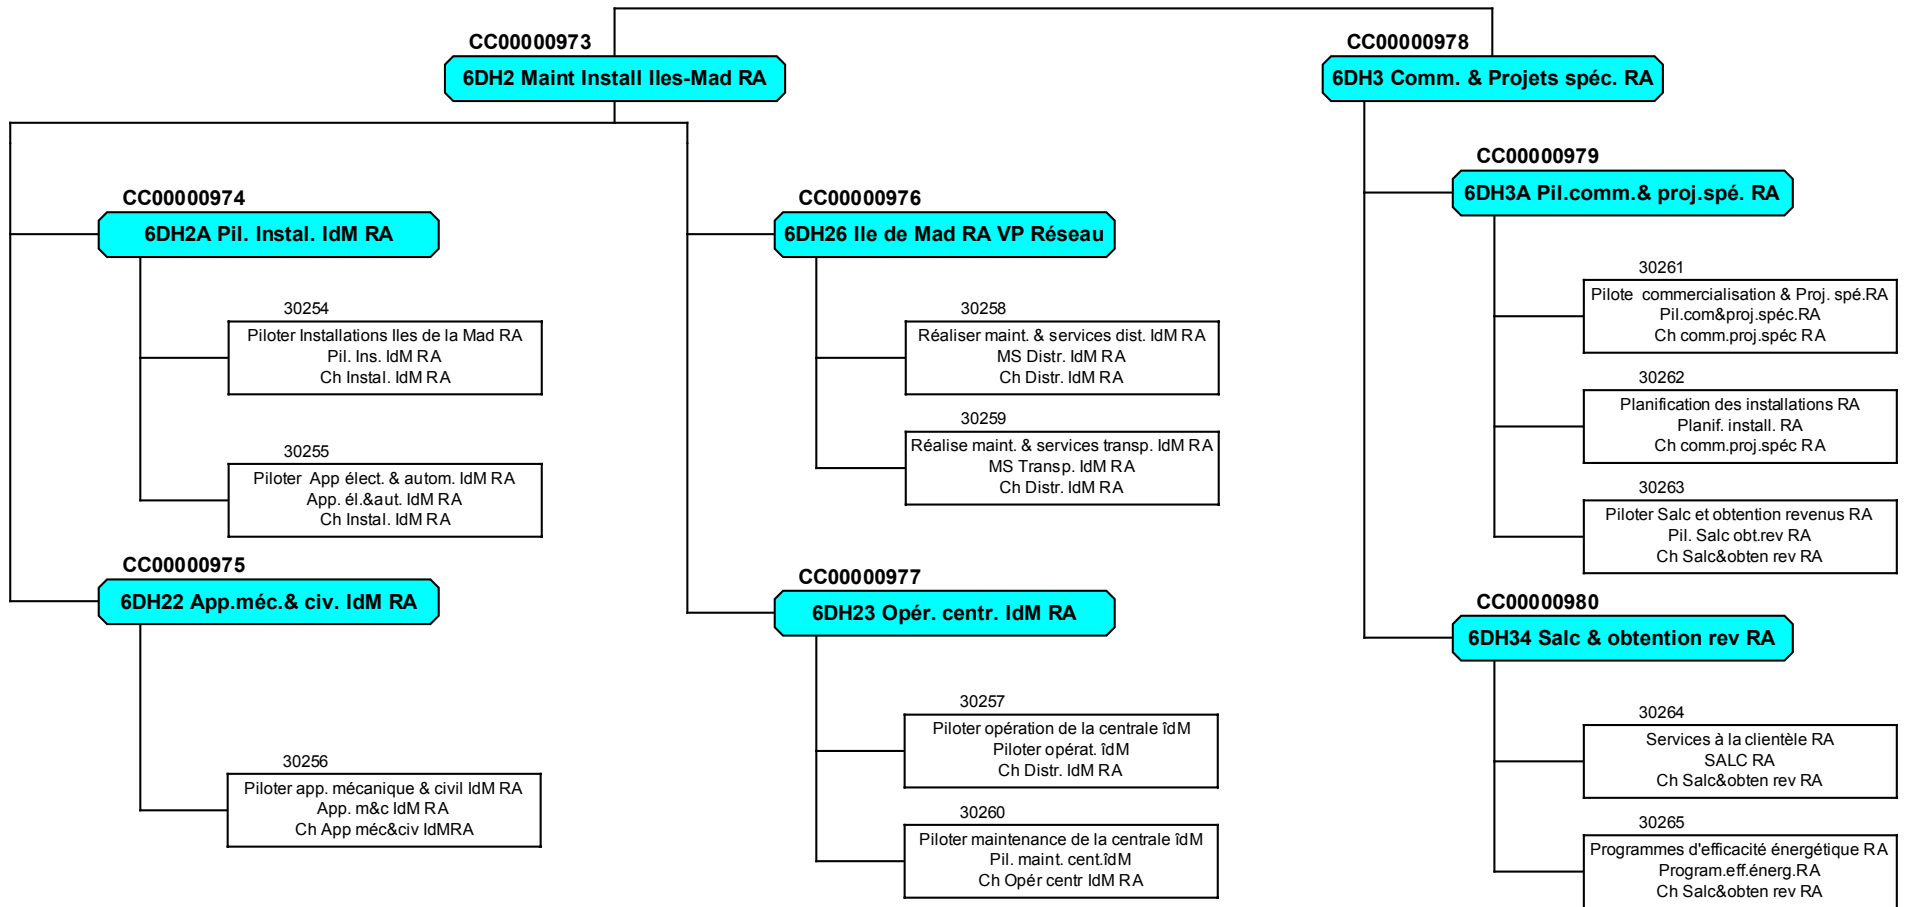 CC00000973
6DH2 Maint Install Iles-Mad RA
CC00000974
6DH2A Pil. Instal. IdM RA
30254
Piloter Installations Iles de la Mad RA
Pil. Ins. IdM RA
Ch Instal. IdM RA
30255
Piloter App élect. & autom. IdM RA
App. él.&aut. IdM RA
Ch Instal. IdM RA
CC00000975
6DH22 App.méc.& civ. IdM RA
30256
Piloter app. mécanique & civil IdM RA
App. m&c IdM RA
Ch App méc&civ IdMRA
CC00000976
6DH26 Ile de Mad RA VP Réseau
30258
Réaliser maint. & services dist. IdM RA
MS Distr. IdM RA
Ch Distr. IdM RA
30259
Réalise maint. & services transp. IdM RA
MS Transp. IdM RA
Ch Distr. IdM RA
CC00000977
6DH23 Opér. centr. IdM RA
30257
Piloter opération de la centrale îdM
Piloter opérat. îdM
Ch Distr. IdM RA
30260
Piloter maintenance de la centrale îdM
Pil. maint. cent.îdM
Ch Opér centr IdM RA
CC00000978
6DH3 Comm. & Projets spéc. RA
CC00000979
6DH3A Pil.comm.& proj.spé. RA
30261
Pilote  commercialisation & Proj. spé.RA
Pil.com&proj.spéc.RA
Ch comm.proj.spéc RA
30262
Planification des installations RA
Planif. install. RA
Ch comm.proj.spéc RA
30263
Piloter Salc et obtention revenus RA
Pil. Salc obt.rev RA
Ch Salc&obten rev RA
CC00000980
6DH34 Salc & obtention rev RA
30264
Services à la clientèle RA
SALC RA
Ch Salc&obten rev RA
30265
Programmes d'efficacité énergétique RA
Program.eff.énerg.RA
Ch Salc&obten rev RA